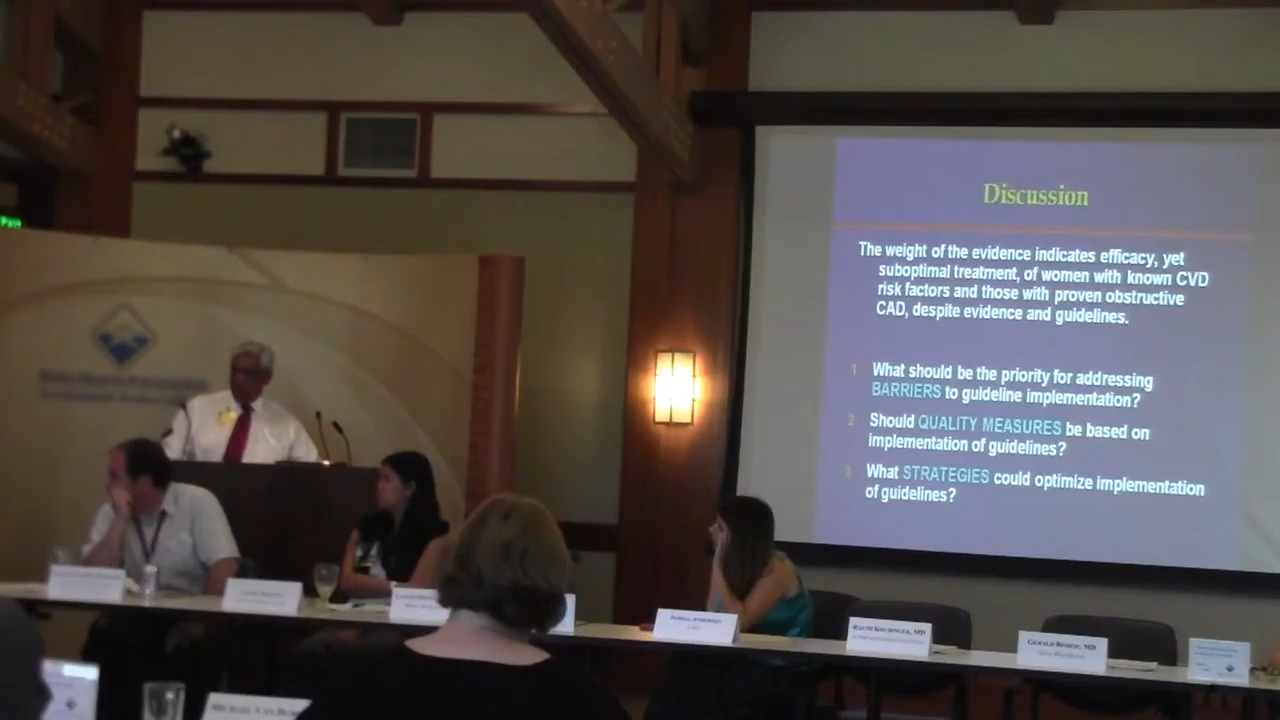 Discussion
The weight of the evidence indicates efficacy, yet
suboptimal treatment, of women with known CVD
risk factors and those with proven obstructive
CAD, despite evidence and guidelines.
1 What should be the priority for addressing
BARRIERS to guideline implementation?
2 Should QUALITY MEASURES be based on
implementation of guidelines?
3 What STRATEGIES could optimize implementation
of guidelines?
MD
MD